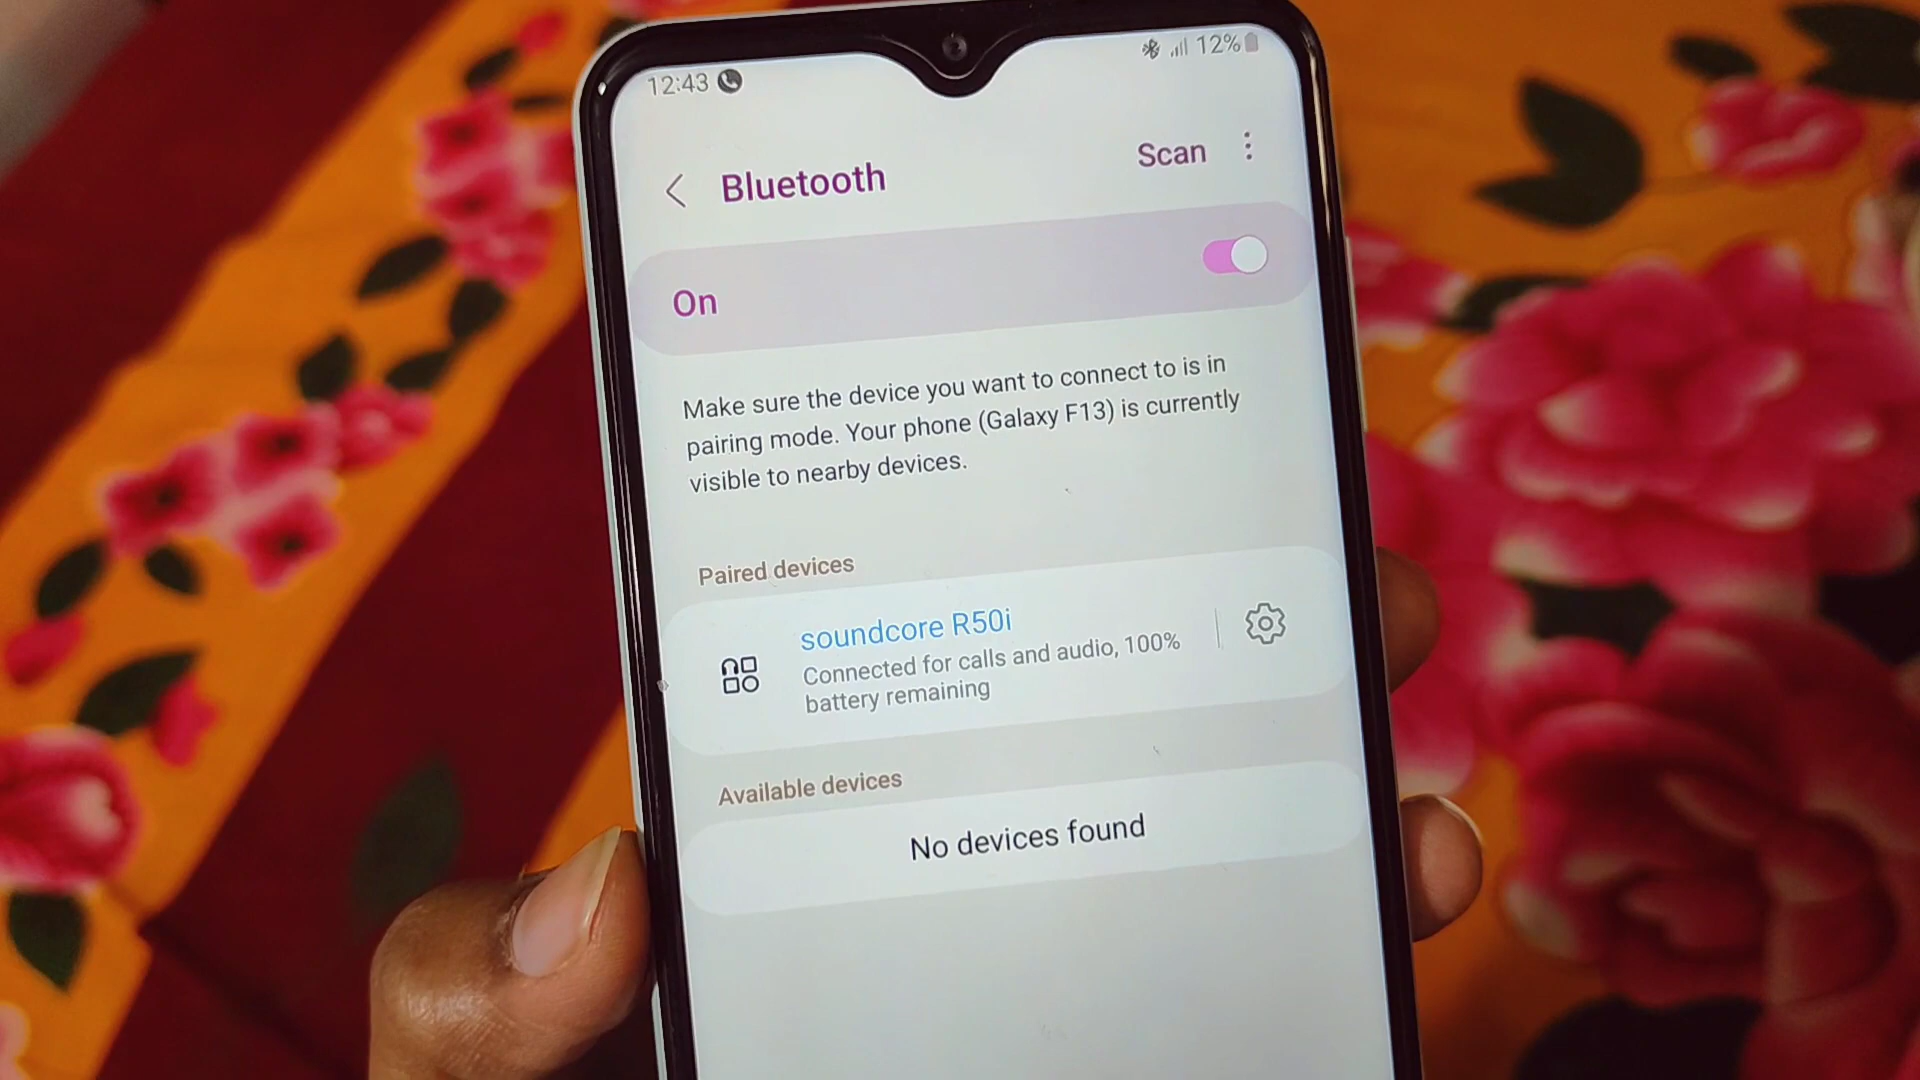 12:43
12%
Bluetooth
Scan
On
Make sure the device you want to connect to is in
pairing mode. Your phone (Galaxy F13) is currently
visible to nearby devices.
Paired devices
soundcore R50i
Connected for calls and audio, 100%
battery remaining
Available devices
No devices found